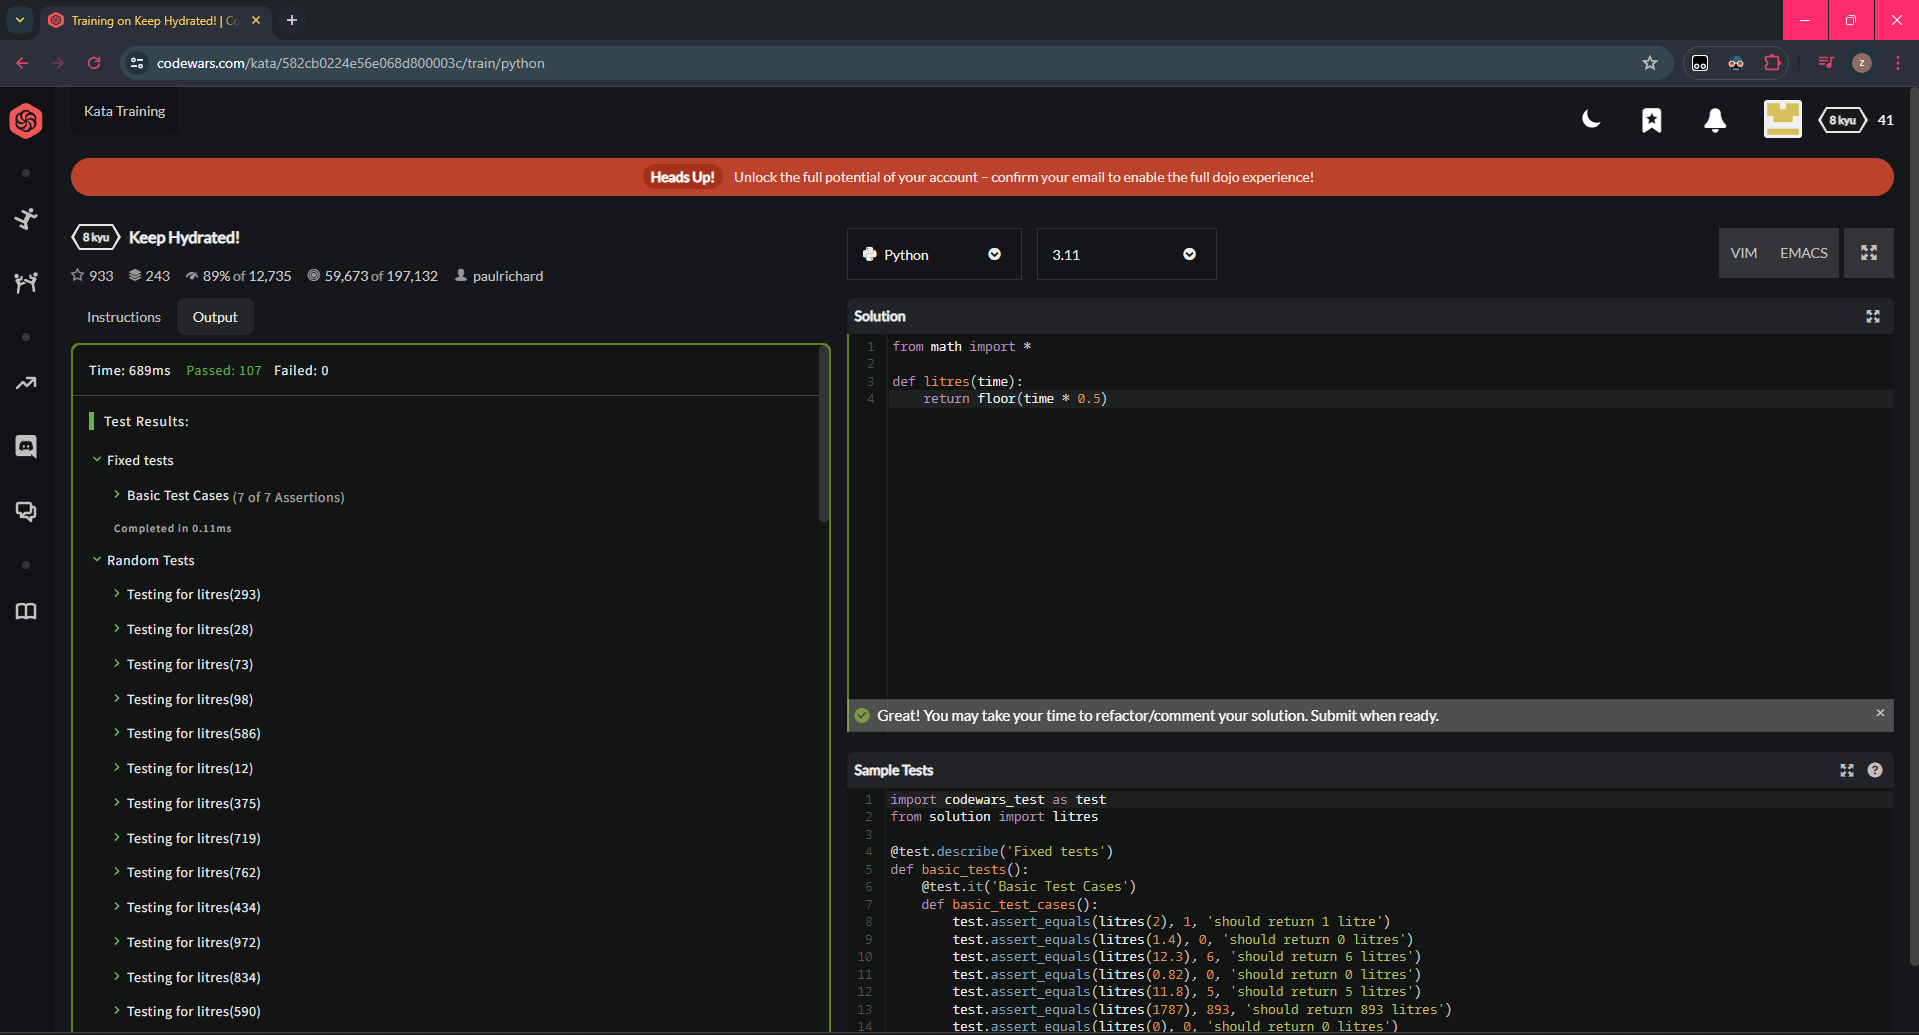 Training on Keep Hydrated! | Co
codewars.com/kata/582cb0224e56e068d800003c/train/python
z
Kata Training
8 kyu 41
Heads Up! Unlock the full potential of your account – confirm your email to enable the full dojo experience!
8 kyu Keep Hydrated!
933 243 89% of 12,735 59,673 of 197,132 paulrichard
Instructions Output
Time: 689ms Passed: 107 Failed: 0
Test Results:
Fixed tests
Basic Test Cases (7 of 7 Assertions)
Completed in 0.11ms
Random Tests
Testing for litres(293)
Testing for litres(28)
Testing for litres(73)
Testing for litres(98)
Testing for litres(586)
Testing for litres(12)
Testing for litres(375)
Testing for litres(719)
Testing for litres(762)
Testing for litres(434)
Testing for litres(972)
Testing for litres(834)
Testing for litres(590)
Python 3.11 VIM EMACS
Solution
1 from math import *
2
3 def litres(time):
4     return floor(time * 0.5)
Great! You may take your time to refactor/comment your solution. Submit when ready.
Sample Tests
1 import codewars_test as test
2 from solution import litres
3
4 @test.describe('Fixed tests')
5 def basic_tests():
6     @test.it('Basic Test Cases')
7     def basic_test_cases():
8         test.assert_equals(litres(2), 1, 'should return 1 litre')
9         test.assert_equals(litres(1.4), 0, 'should return 0 litres')
10         test.assert_equals(litres(12.3), 6, 'should return 6 litres')
11         test.assert_equals(litres(0.82), 0, 'should return 0 litres')
12         test.assert_equals(litres(11.8), 5, 'should return 5 litres')
13         test.assert_equals(litres(1787), 893, 'should return 893 litres')
14         test.assert_equals(litres(0), 0, 'should return 0 litres')